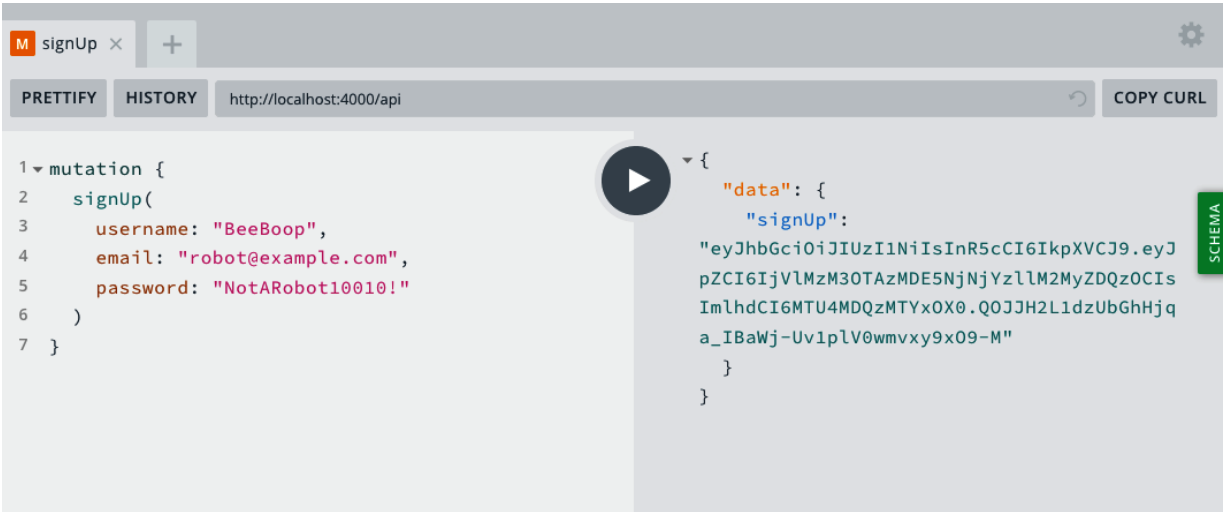 M signUp × +
PRETTIFY HISTORY http://localhost:4000/api COPY CURL
1 mutation {
2 signUp(
3 username: "BeeBoop",
4 email: "robot@example.com",
5 password: "NotARobot10010!"
6 )
7 }
{
"data": {
"signUp":
"eyJhbGciOiJIUzI1NiIsInR5cCI6IkpXVCJ9.eyJ
pZCI6IjVlMzM3OTAzMDE5NjNjYzllM2MyZDQzOCIs
ImlhdCI6MTU4MDQzMTYxOX0.QOJJH2L1dzUbGhHjq
a_IBaWj-Uv1plV0wmvxy9xO9-M"
}
}
SCHEMA